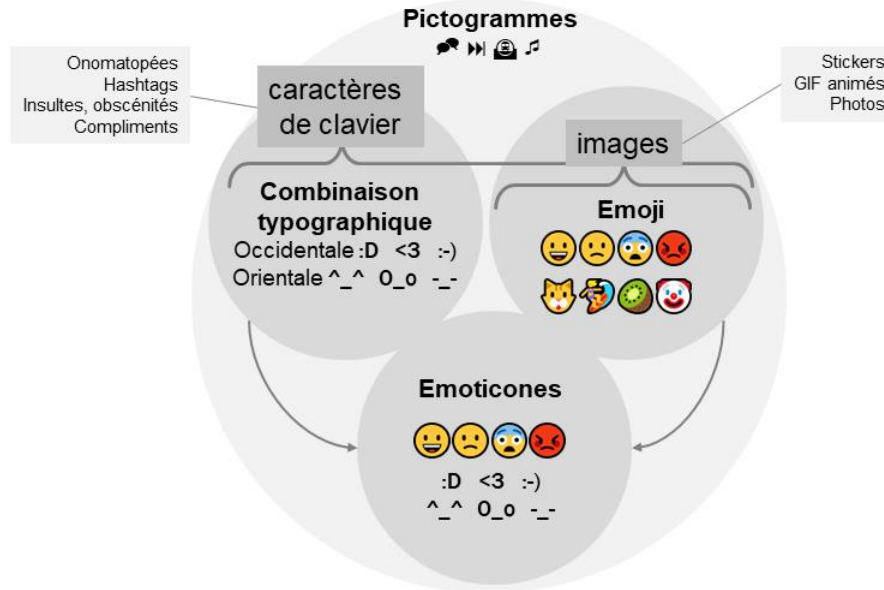 Pictogrammes
Onomatopées
Hashtags
Insultes, obscénités
Compliments
caractères
de clavier
Stickers
GIF animés
Photos
images
Combinaison
typographique
Occidentale :D <3 :-)
Orientale ^_^ O_o -_-
Emoji
Emoticones
:D <3 :-)
^_^ O_o -_-